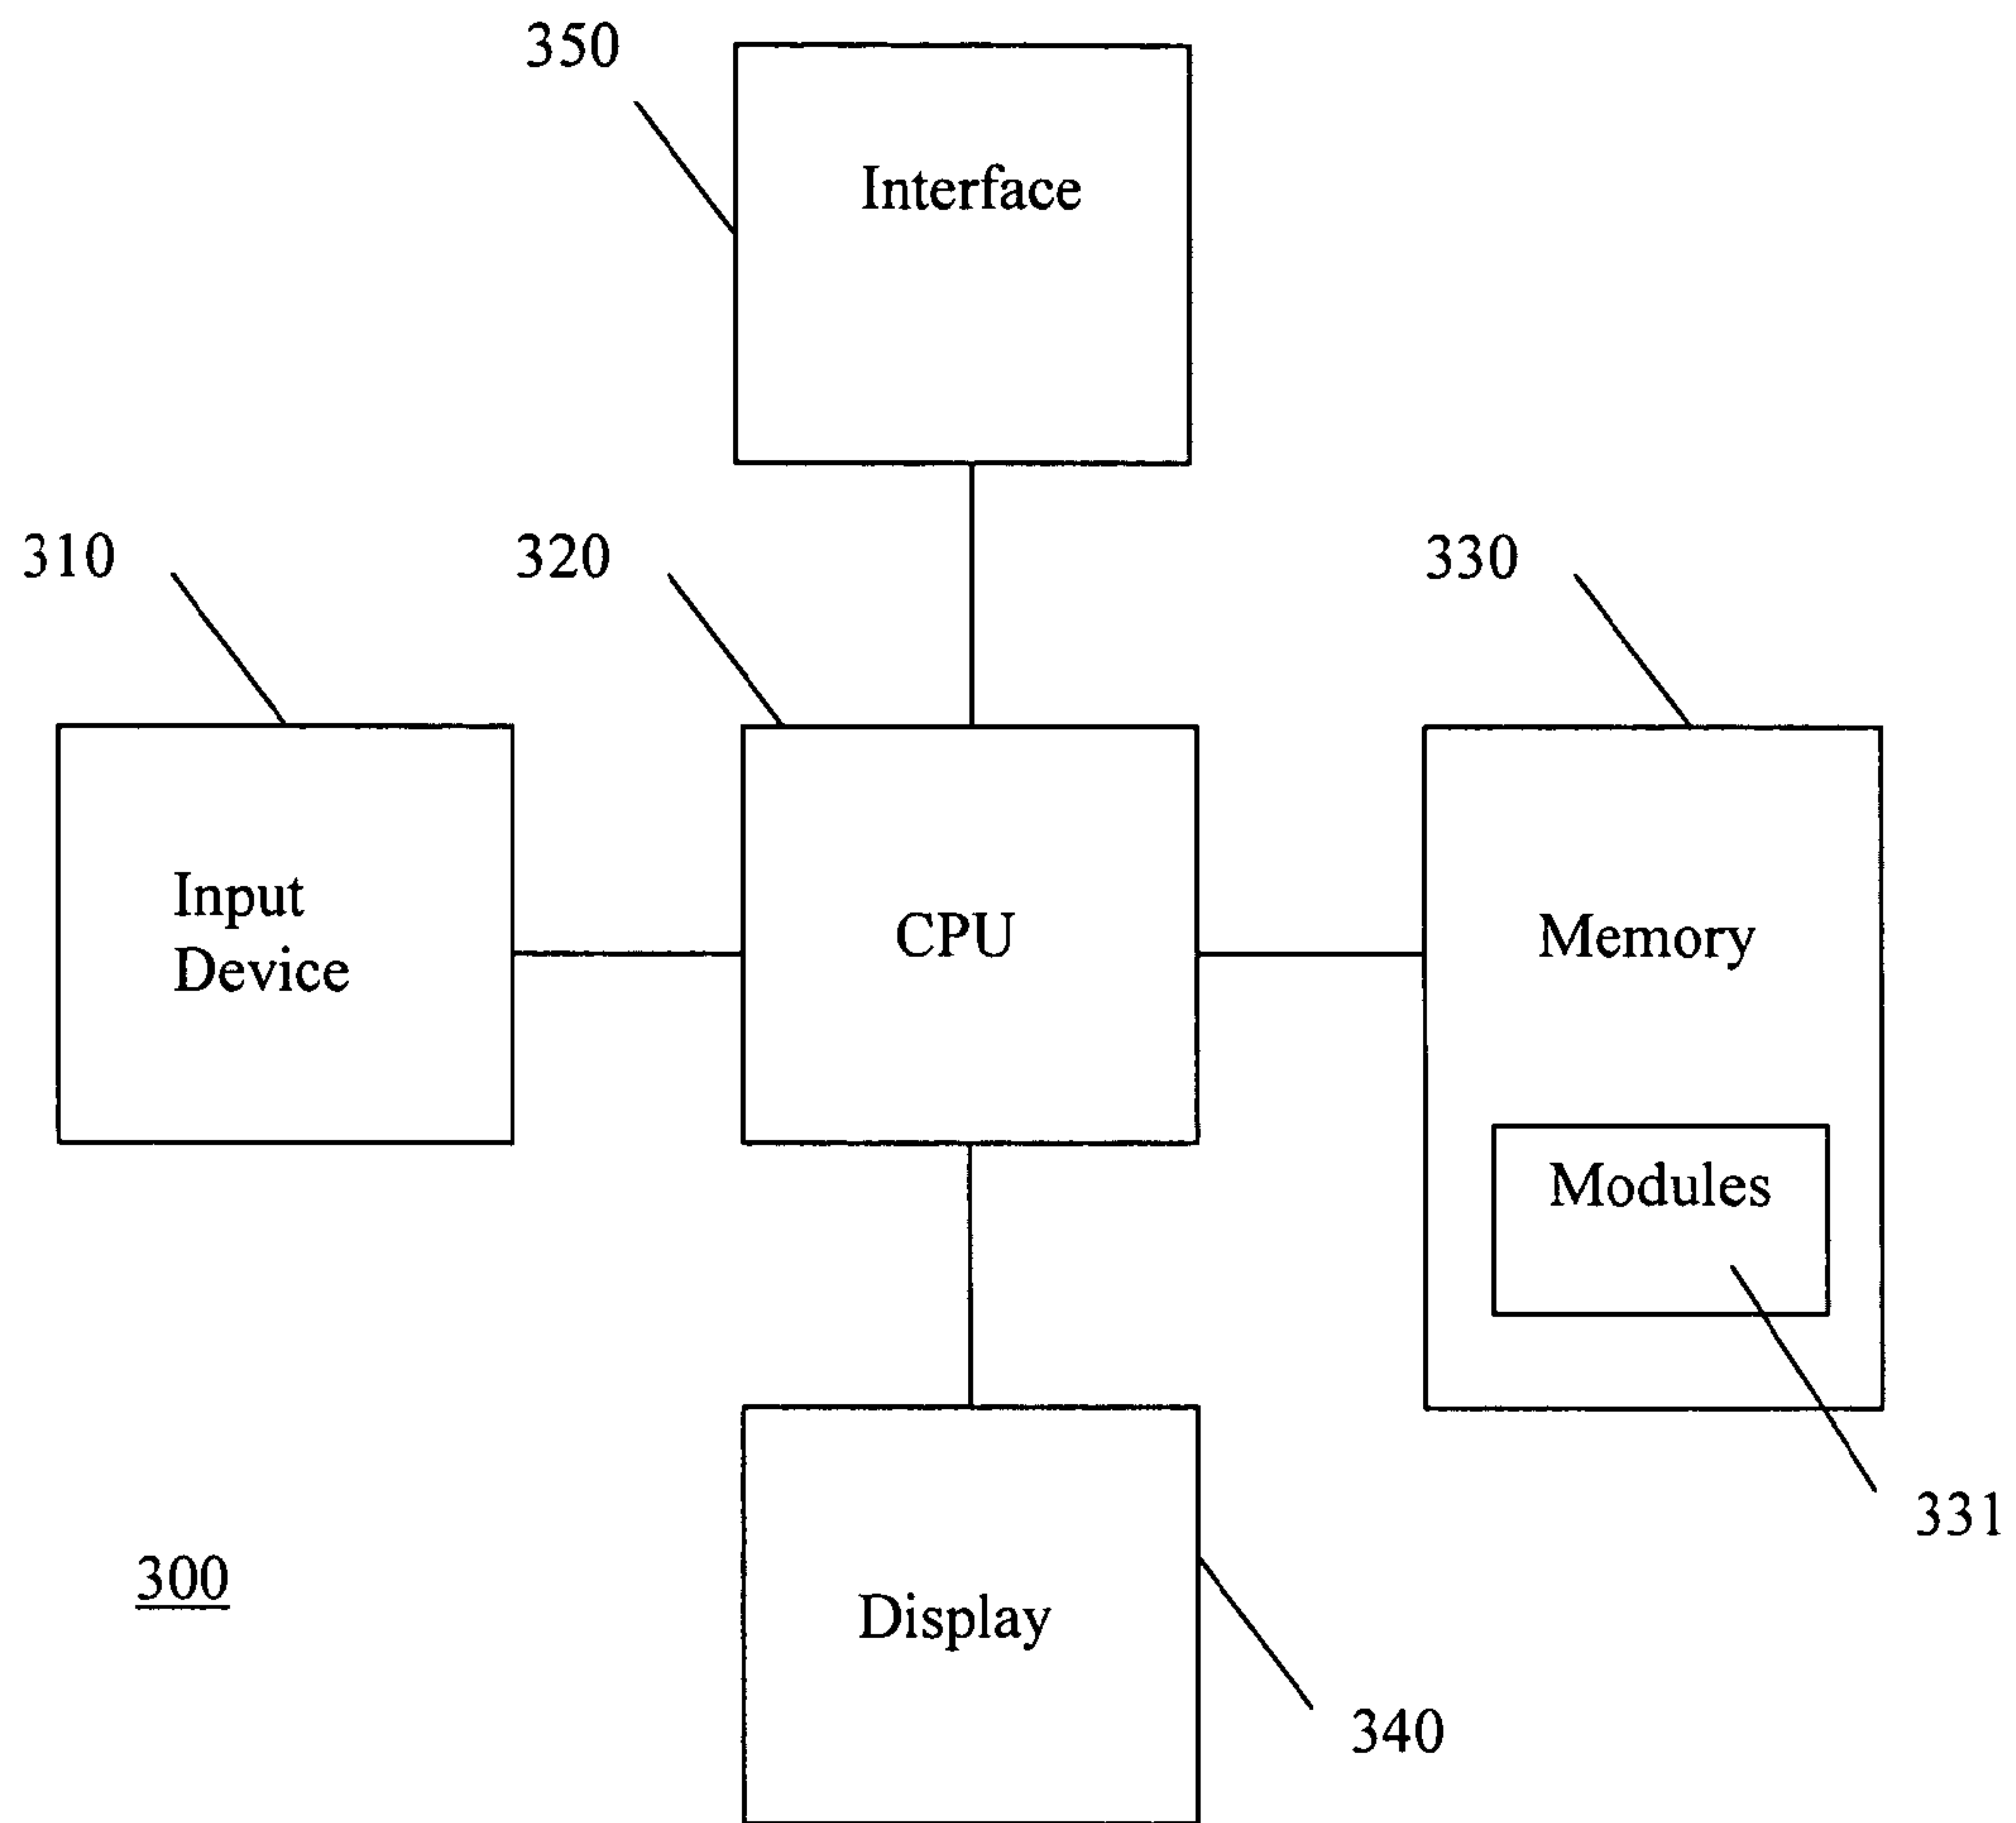 350
Interface
310
320
330
Input
Device
CPU
Memory
Modules
331
300
Display
340